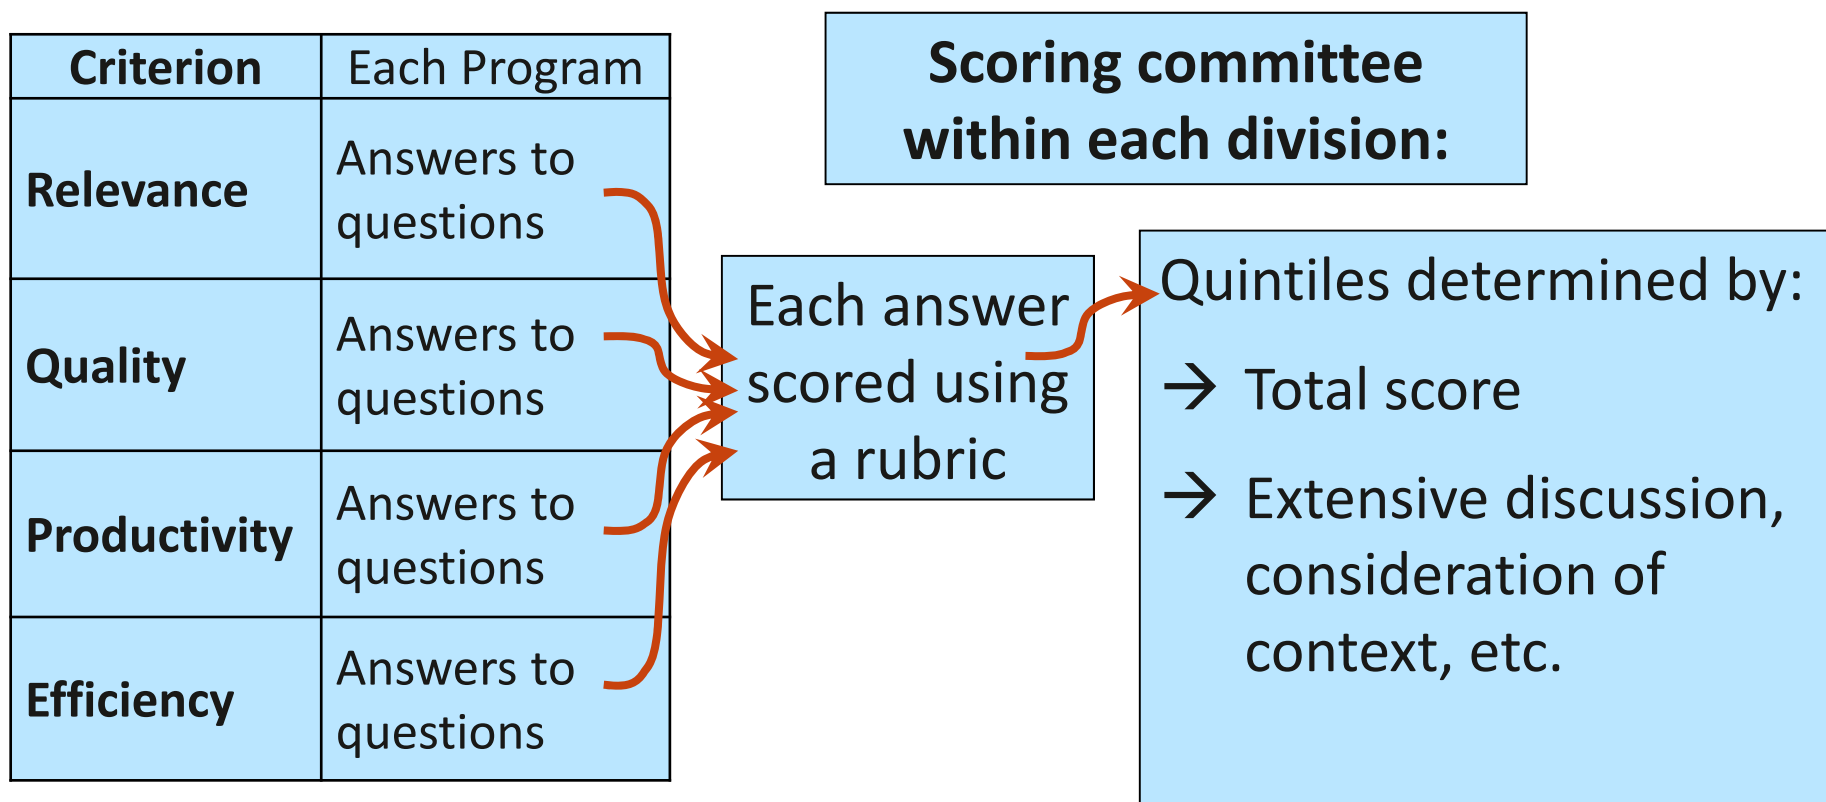 Criterion
Each Program
Relevance
Answers to
questions
Quality
Answers to
questions
Productivity
Answers to
questions
Efficiency
Answers to
questions
Scoring committee
within each division:
Each answer
scored using
a rubric
Quintiles determined by:
→ Total score
→ Extensive discussion,
consideration of
context, etc.